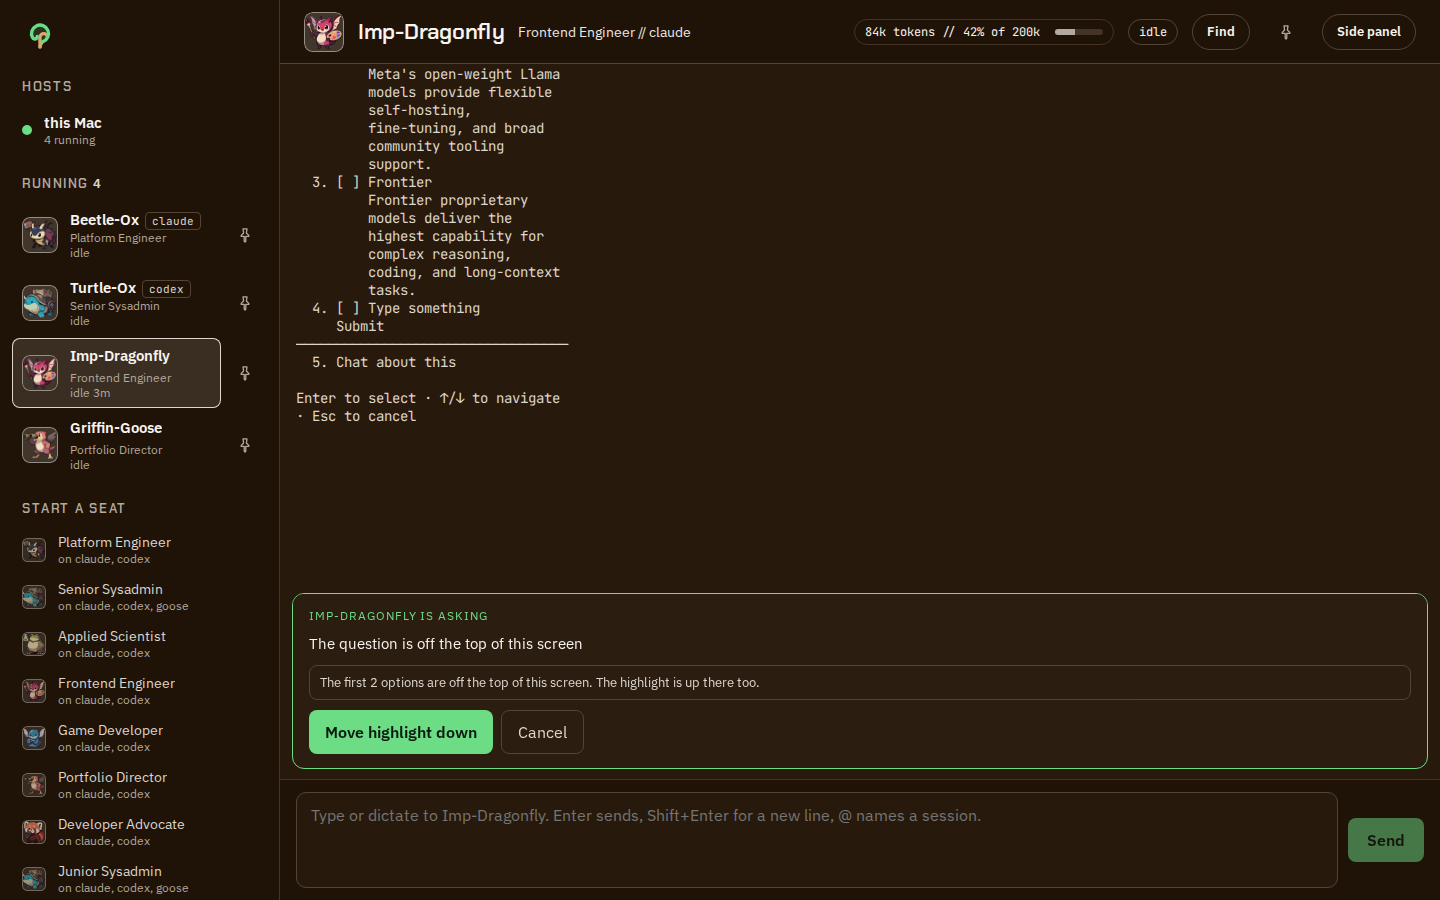 HOSTS
this Mac
4 running
RUNNING 4
Beetle-Ox claude
Platform Engineer
idle
Turtle-Ox codex
Senior Sysadmin
idle
Imp-Dragonfly
Frontend Engineer
idle 3m
Griffin-Goose
Portfolio Director
idle
START A SEAT
Platform Engineer
on claude, codex
Senior Sysadmin
on claude, codex, goose
Applied Scientist
on claude, codex
Frontend Engineer
on claude, codex
Game Developer
on claude, codex
Portfolio Director
on claude, codex
Developer Advocate
on claude, codex
Junior Sysadmin
on claude, codex, goose
Imp-Dragonfly Frontend Engineer // claude 84k tokens // 42% of 200k idle Find Side panel
Meta's open-weight Llama
models provide flexible
self-hosting,
fine-tuning, and broad
community tooling
support.
3. [ ] Frontier
Frontier proprietary
models deliver the
highest capability for
complex reasoning,
coding, and long-context
tasks.
4. [ ] Type something
Submit
5. Chat about this
Enter to select · ↑/↓ to navigate
· Esc to cancel
IMP-DRAGONFLY IS ASKING
The question is off the top of this screen
The first 2 options are off the top of this screen. The highlight is up there too.
Move highlight down Cancel
Type or dictate to Imp-Dragonfly. Enter sends, Shift+Enter for a new line, @ names a session.
Send